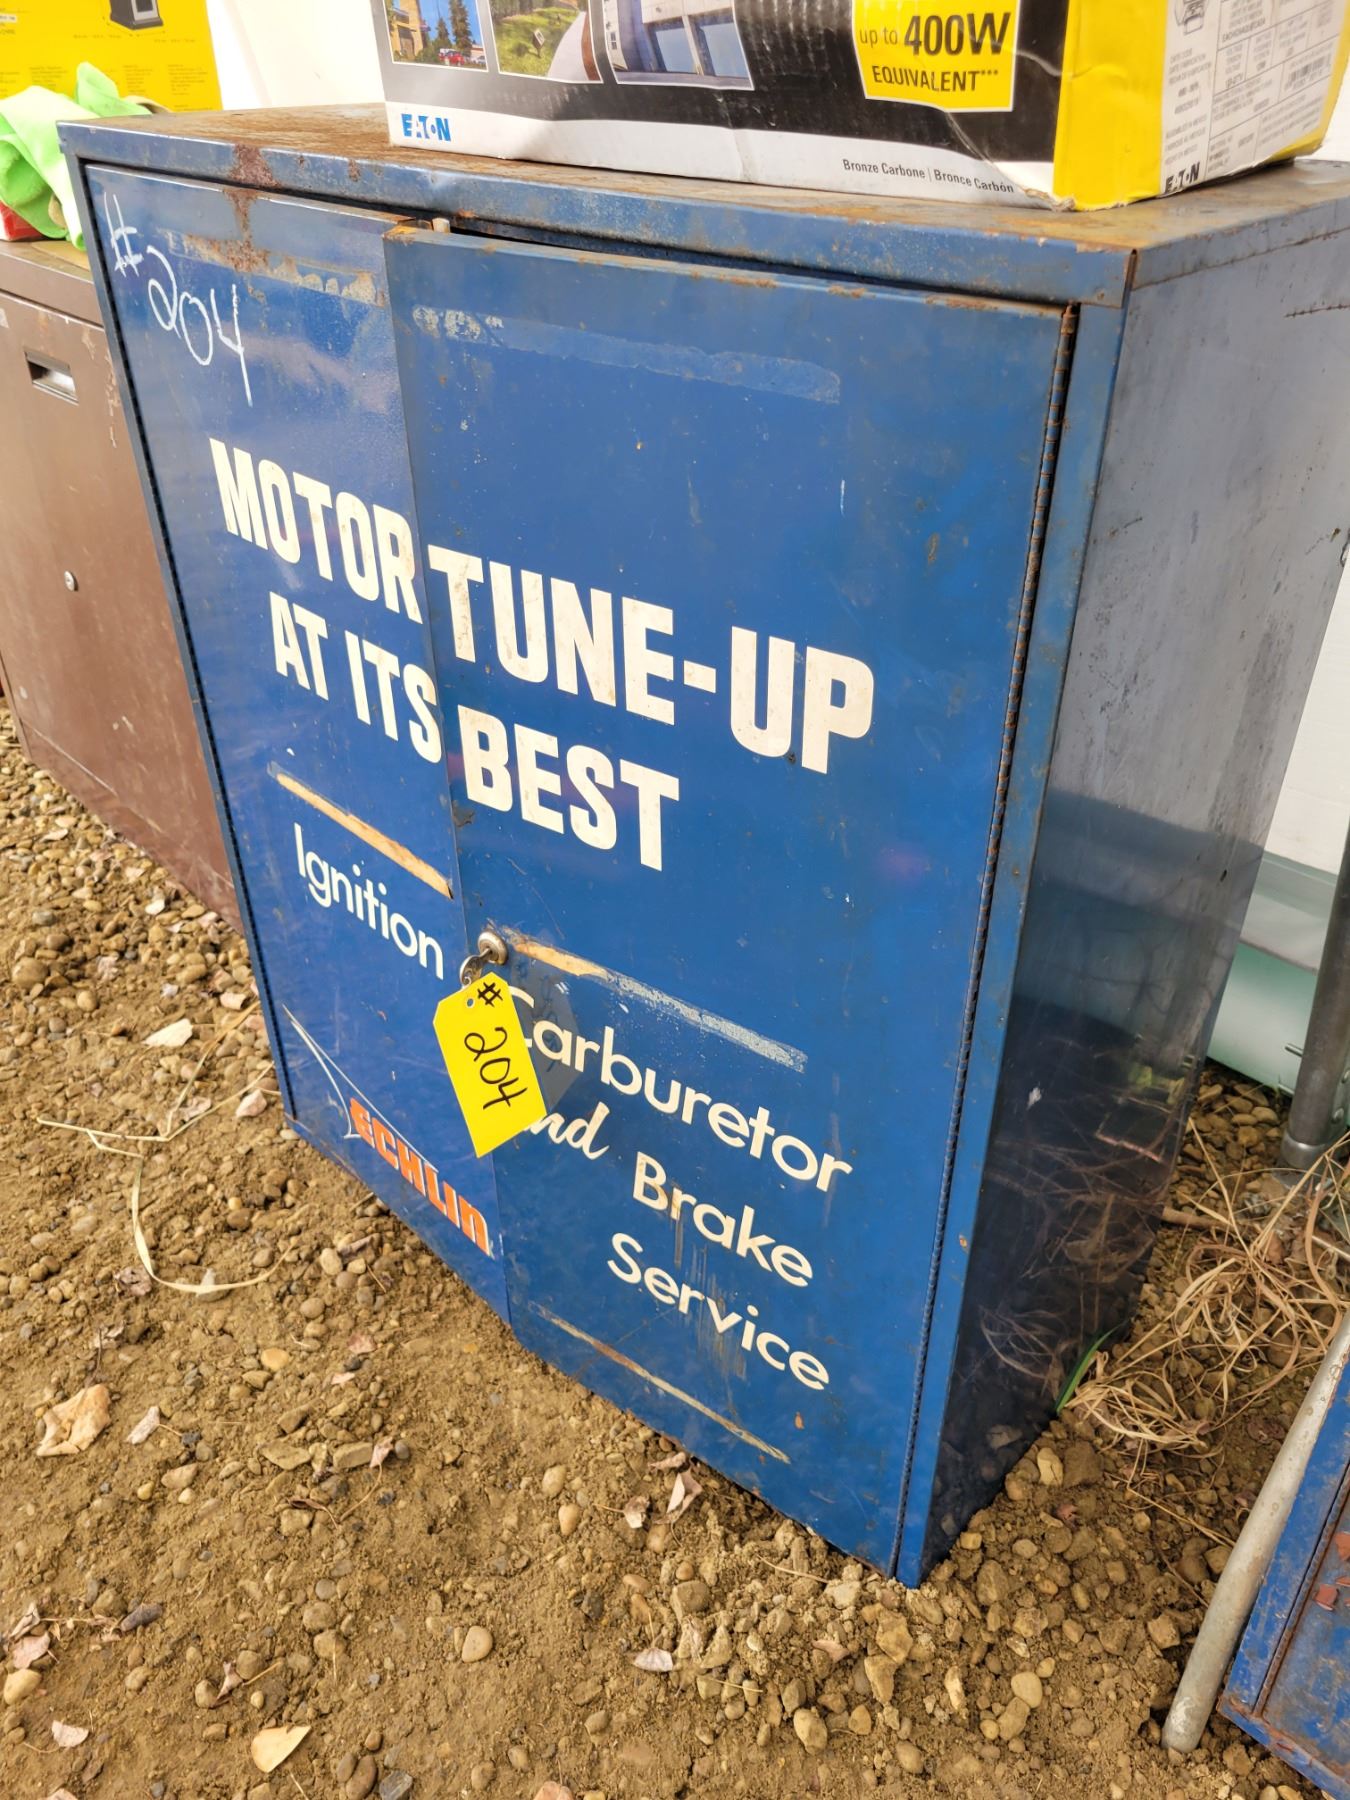 up to 400W
EQUIVALENT***
EATON
Bronze Carbone | Bronce Carbón
EATON
#204
MOTOR TUNE-UP
AT ITS BEST
Ignition
Carburetor
and Brake
Service
# 204
ECHLIN